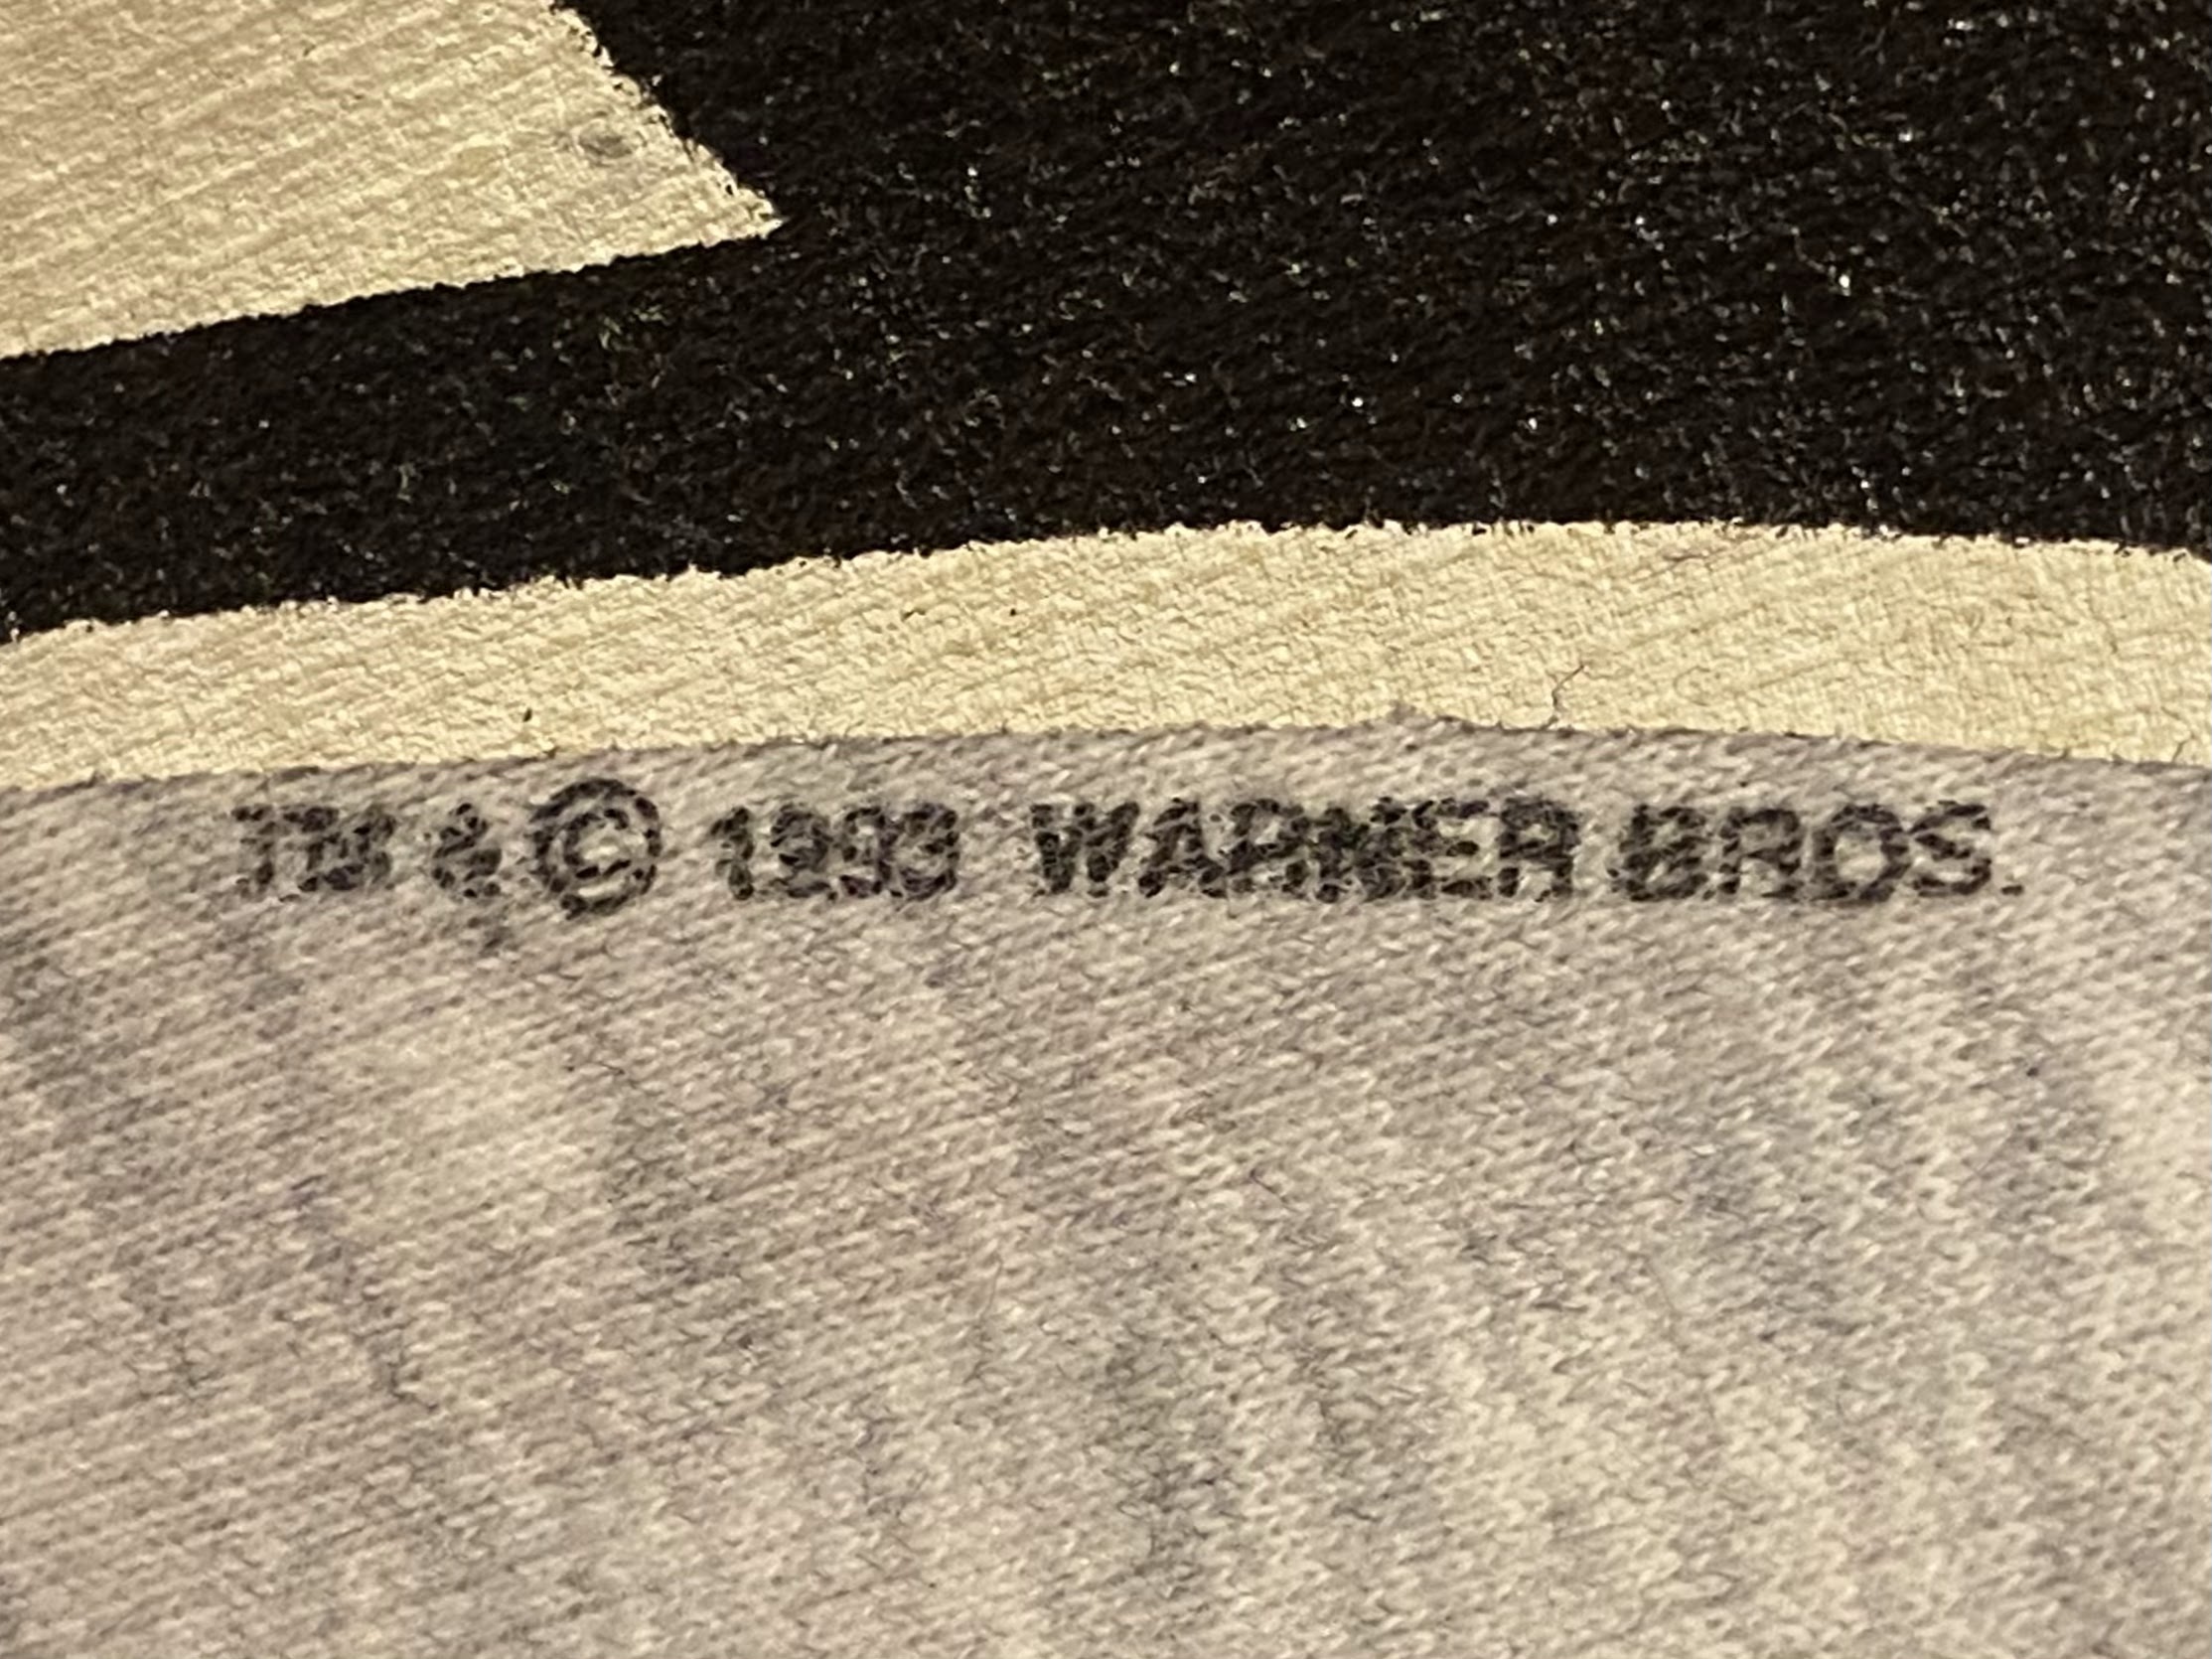 TM & © 1993 WARNER BROS.